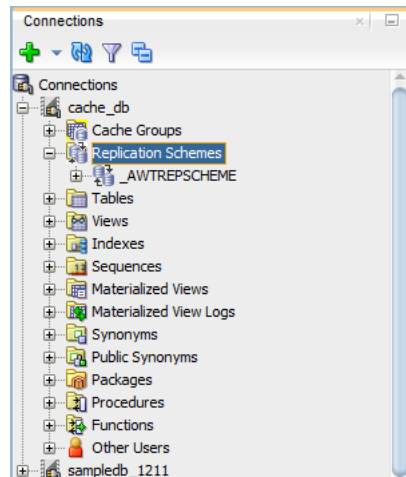 Connections
Connections
cache_db
Cache Groups
Replication Schemes
_AWTREPSCHEME
Tables
Views
Indexes
Sequences
Materialized Views
Materialized View Logs
Synonyms
Public Synonyms
Packages
Procedures
Functions
Other Users
sampledb_1211